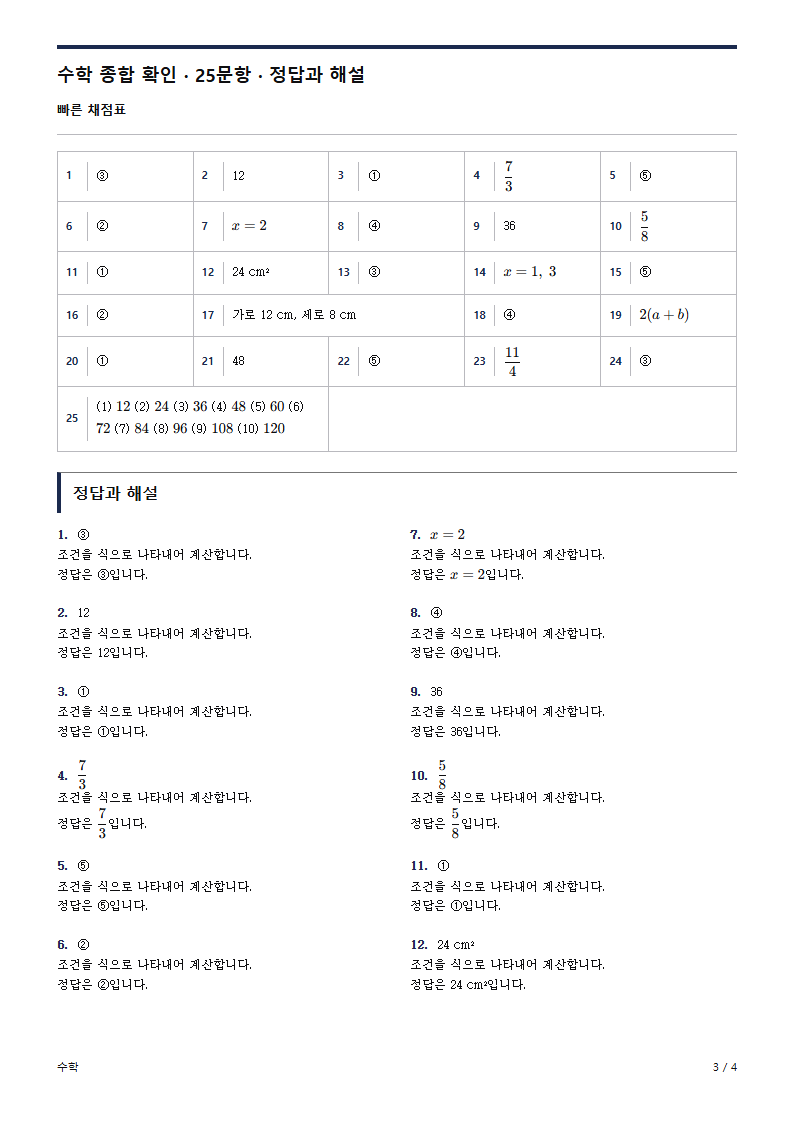 수학 종합 확인 · 25문항 · 정답과 해설
빠른 채점표
1 ③ 2 12 3 ① 4 7/3 5 ⑤
6 ② 7 x = 2 8 ④ 9 36 10 5/8
11 ① 12 24 cm² 13 ③ 14 x = 1, 3 15 ⑤
16 ② 17 가로 12 cm, 세로 8 cm 18 ④ 19 2(a + b)
20 ① 21 48 22 ⑤ 23 11/4 24 ③
25 (1) 12 (2) 24 (3) 36 (4) 48 (5) 60 (6)
72 (7) 84 (8) 96 (9) 108 (10) 120
정답과 해설
1. ③
조건을 식으로 나타내어 계산합니다.
정답은 ③입니다.
2. 12
조건을 식으로 나타내어 계산합니다.
정답은 12입니다.
3. ①
조건을 식으로 나타내어 계산합니다.
정답은 ①입니다.
4. 7/3
조건을 식으로 나타내어 계산합니다.
정답은 7/3입니다.
5. ⑤
조건을 식으로 나타내어 계산합니다.
정답은 ⑤입니다.
6. ②
조건을 식으로 나타내어 계산합니다.
정답은 ②입니다.
7. x = 2
조건을 식으로 나타내어 계산합니다.
정답은 x = 2입니다.
8. ④
조건을 식으로 나타내어 계산합니다.
정답은 ④입니다.
9. 36
조건을 식으로 나타내어 계산합니다.
정답은 36입니다.
10. 5/8
조건을 식으로 나타내어 계산합니다.
정답은 5/8입니다.
11. ①
조건을 식으로 나타내어 계산합니다.
정답은 ①입니다.
12. 24 cm²
조건을 식으로 나타내어 계산합니다.
정답은 24 cm²입니다.
수학
3 / 4